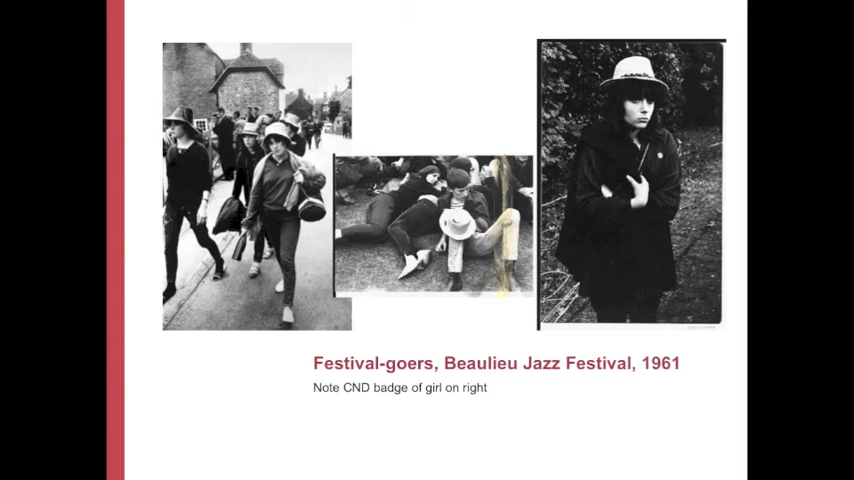 Festival-goers, Beaulieu Jazz Festival, 1961
Note CND badge of girl on right